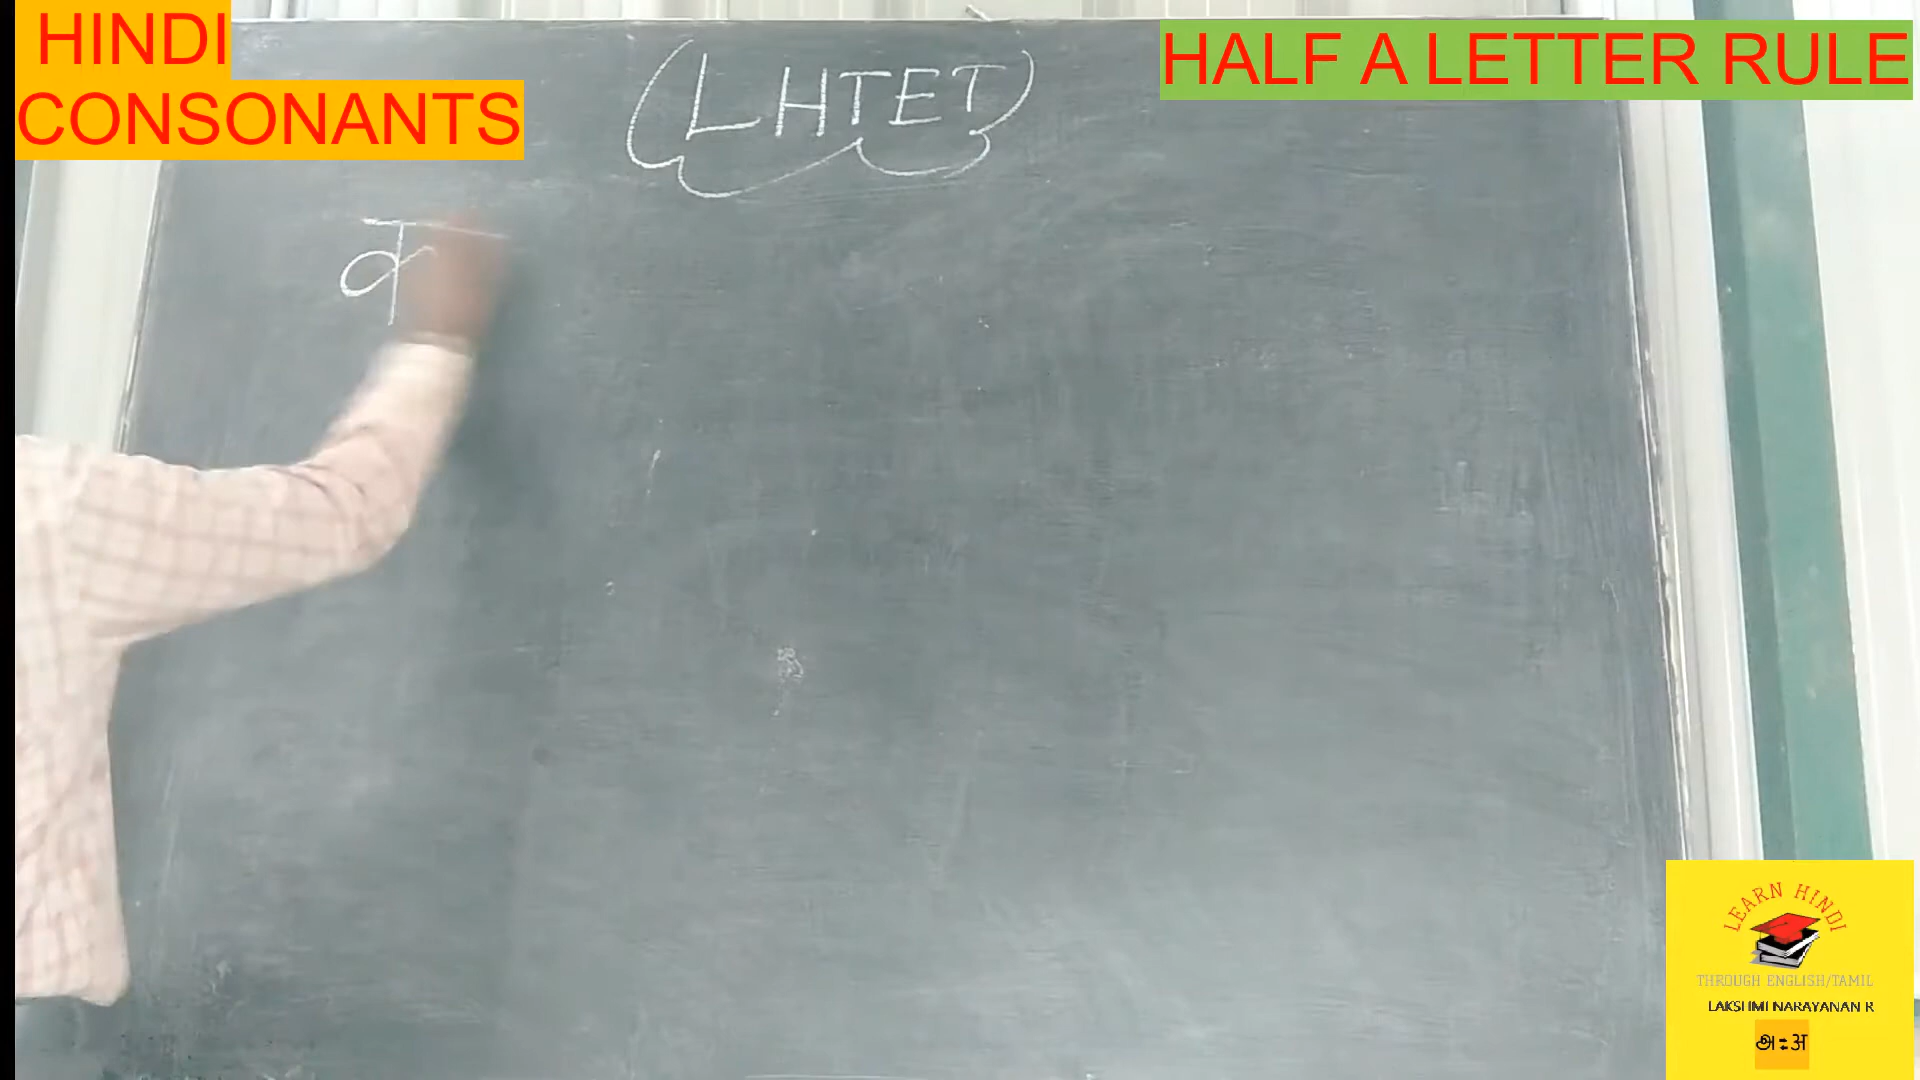 HINDI
CONSONANTS
HALF A LETTER RULE
(LHTET)
क
LEARN HINDI
THROUGH ENGLISH/TAMIL
LAKSHMI NARAYANAN R
அ⇄अ